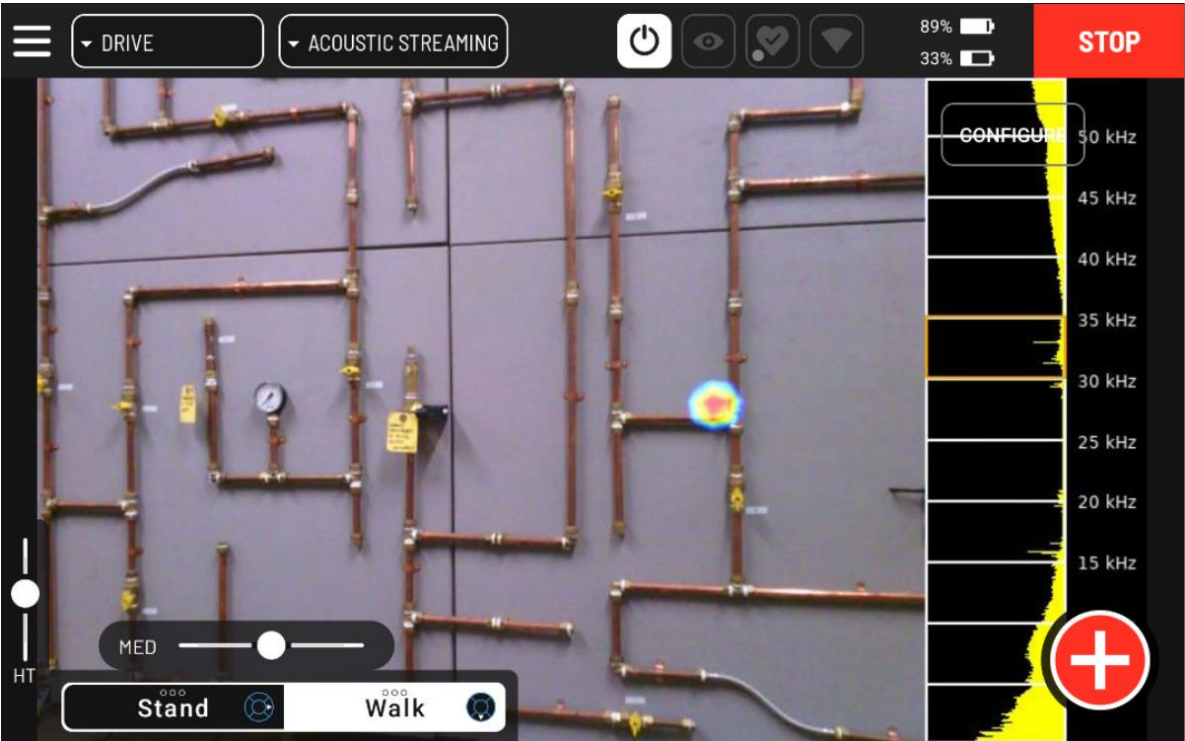 DRIVE
ACOUSTIC STREAMING
89%
33%
STOP
CONFIGURE
50 kHz
45 kHz
40 kHz
35 kHz
30 kHz
25 kHz
20 kHz
15 kHz
MED
HT
Stand
Walk